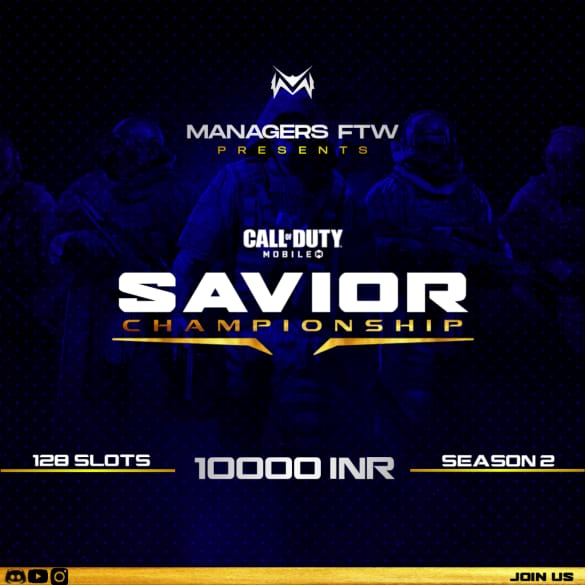 MANAGERS FTW
PRESENTS
CALL OF DUTY
MOBILE
SAVIOR
CHAMPIONSHIP
128 SLOTS
10000 INR
SEASON 2
JOIN US